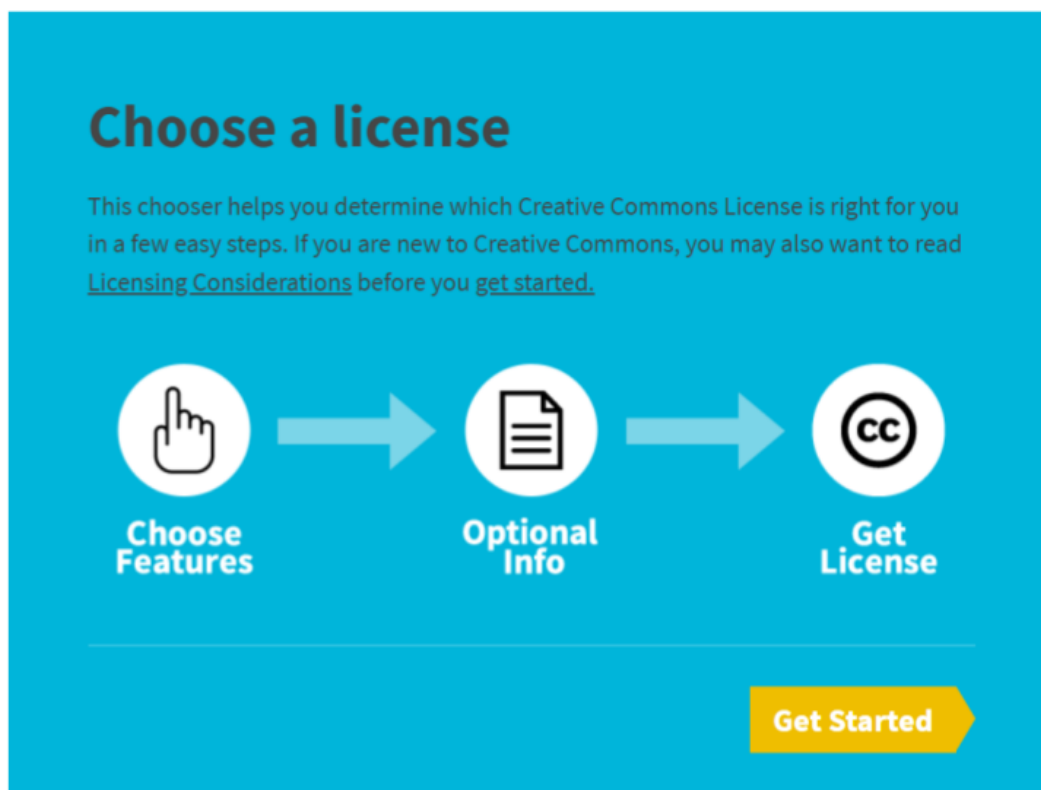 Choose a license
This chooser helps you determine which Creative Commons License is right for you
in a few easy steps. If you are new to Creative Commons, you may also want to read
Licensing Considerations before you get started.
cc
Choose
Features
Optional
Info
Get
License
Get Started